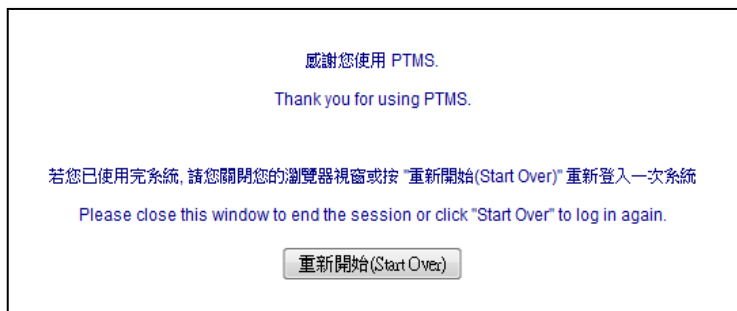 感謝您使用 PTMS.
Thank you for using PTMS.
若您已使用完系統, 請您關閉您的瀏覽器視窗或按 "重新開始(Start Over)" 重新登入一次系統
Please close this window to end the session or click "Start Over" to log in again.
重新開始(Start Over)